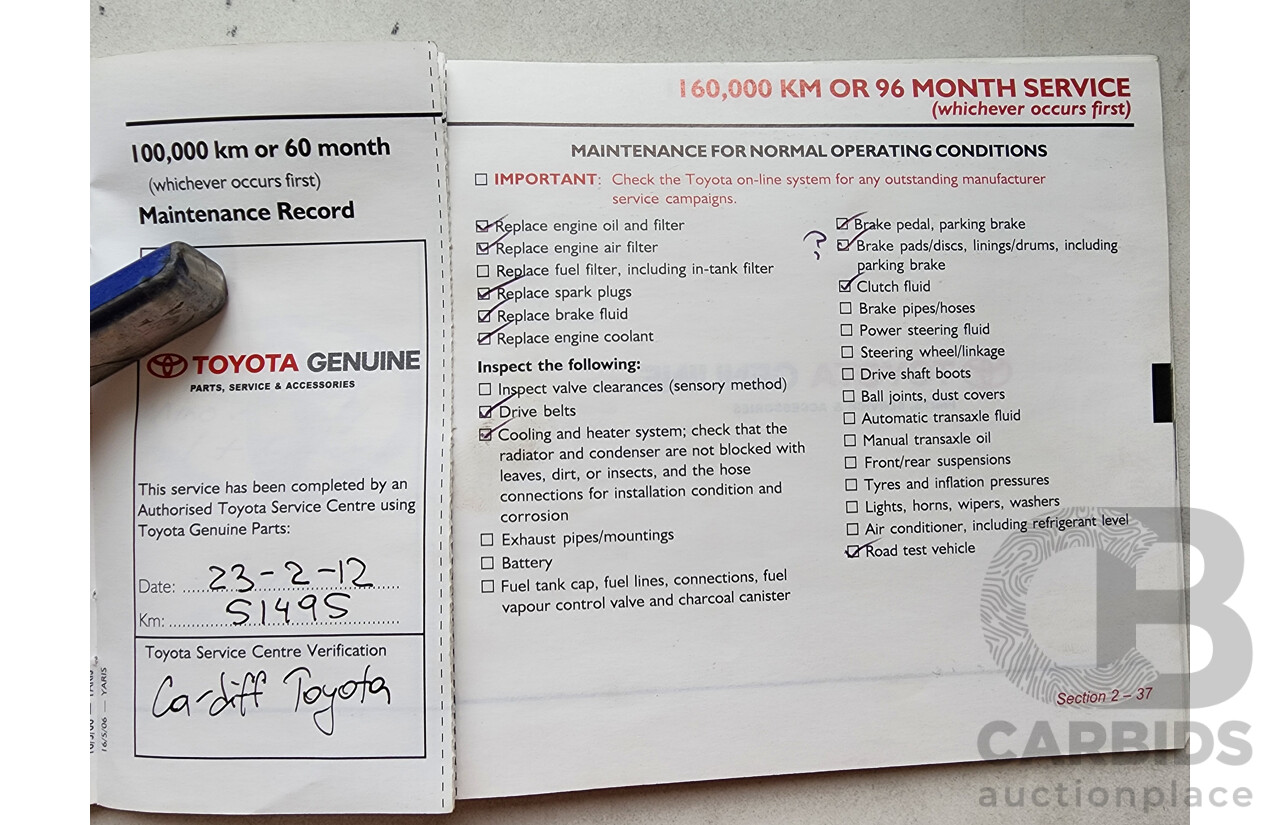 100,000 km or 60 month
(whichever occurs first)
Maintenance Record
TOYOTA GENUINE
PARTS, SERVICE & ACCESSORIES
This service has been completed by an
Authorised Toyota Service Centre using
Toyota Genuine Parts:
Date: 23-2-12
Km: 51495
Toyota Service Centre Verification
Cardiff Toyota
16/5/06 — YARIS
160,000 KM OR 96 MONTH SERVICE
(whichever occurs first)
MAINTENANCE FOR NORMAL OPERATING CONDITIONS
IMPORTANT: Check the Toyota on-line system for any outstanding manufacturer
service campaigns.
Replace engine oil and filter
Replace engine air filter
Replace fuel filter, including in-tank filter
Replace spark plugs
Replace brake fluid
Replace engine coolant
Inspect the following:
Inspect valve clearances (sensory method)
Drive belts
Cooling and heater system; check that the
radiator and condenser are not blocked with
leaves, dirt, or insects, and the hose
connections for installation condition and
corrosion
Exhaust pipes/mountings
Battery
Fuel tank cap, fuel lines, connections, fuel
vapour control valve and charcoal canister
Brake pedal, parking brake
? Brake pads/discs, linings/drums, including
parking brake
Clutch fluid
Brake pipes/hoses
Power steering fluid
Steering wheel/linkage
Drive shaft boots
Ball joints, dust covers
Automatic transaxle fluid
Manual transaxle oil
Front/rear suspensions
Tyres and inflation pressures
Lights, horns, wipers, washers
Air conditioner, including refrigerant level
Road test vehicle
Section 2 – 37
CB
CARBIDS
auctionplace